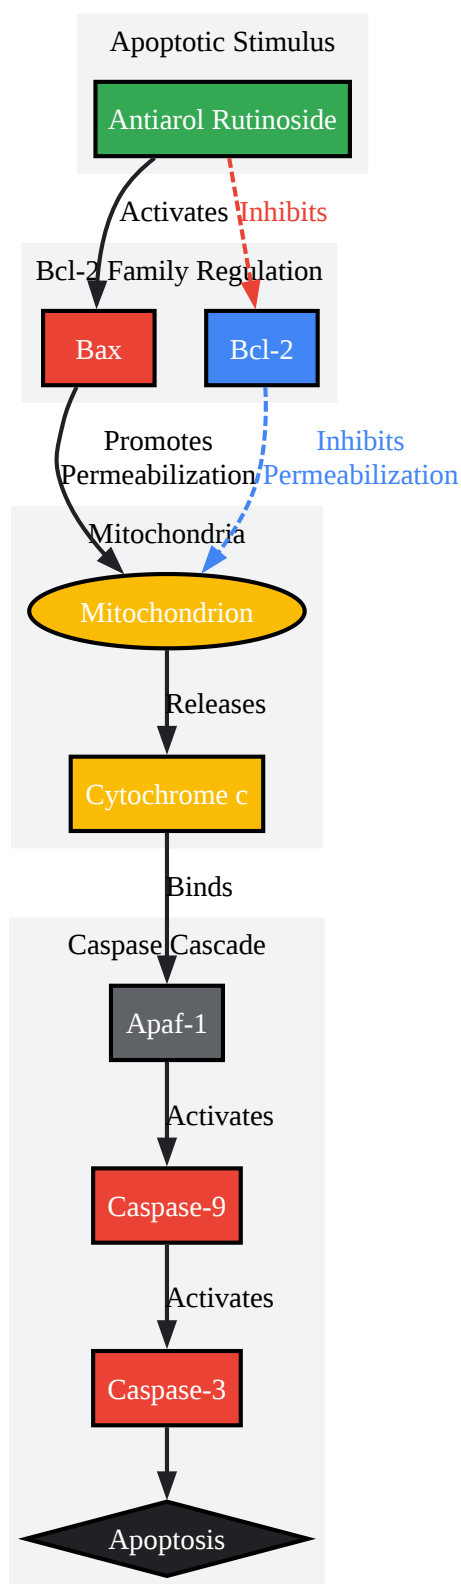 Apoptotic Stimulus
Antiarol Rutinoside
Activates
Inhibits
Bcl-2 Family Regulation
Bax
Bcl-2
Promotes
Permeabilization
Inhibits
Permeabilization
Mitochondria
Mitochondrion
Releases
Cytochrome c
Binds
Caspase Cascade
Apaf-1
Activates
Caspase-9
Activates
Caspase-3
Apoptosis